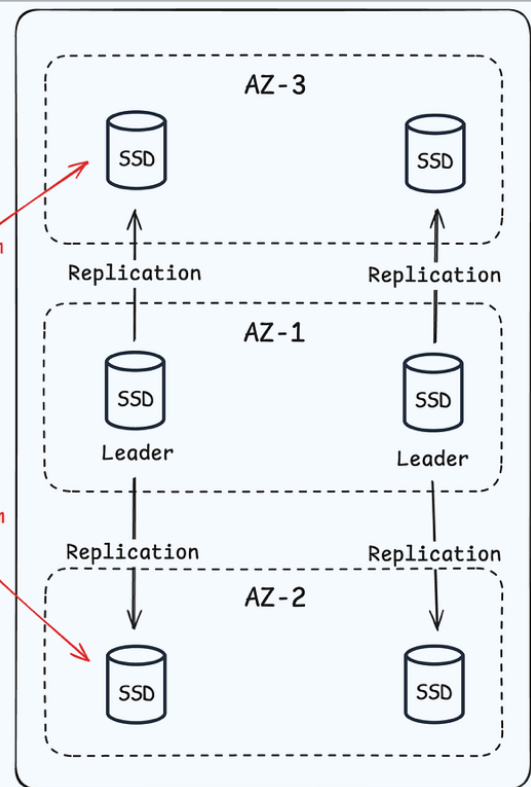 AZ-3
SSD
SSD
Replication
Replication
AZ-1
SSD
SSD
Leader
Leader
Replication
Replication
AZ-2
SSD
SSD